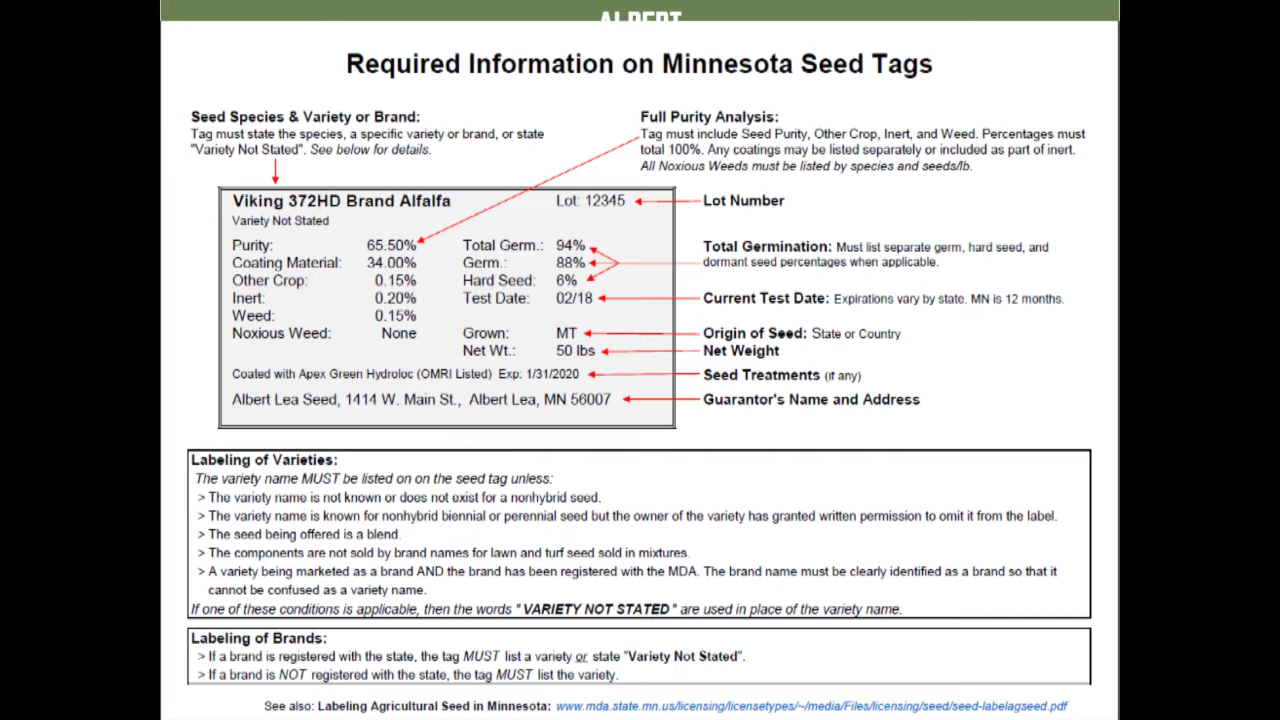 ALBERT
Required Information on Minnesota Seed Tags
Seed Species & Variety or Brand:
Tag must state the species, a specific variety or brand, or state
"Variety Not Stated". See below for details.
Full Purity Analysis:
Tag must include Seed Purity, Other Crop, Inert, and Weed. Percentages must
total 100%. Any coatings may be listed separately or included as part of inert.
All Noxious Weeds must be listed by species and seeds/lb.
Viking 372HD Brand Alfalfa Lot: 12345
Variety Not Stated
Purity: 65.50% Total Germ.: 94%
Coating Material: 34.00% Germ.: 88%
Other Crop: 0.15% Hard Seed: 6%
Inert: 0.20% Test Date: 02/18
Weed: 0.15%
Noxious Weed: None Grown: MT
Net Wt.: 50 lbs
Coated with Apex Green Hydroloc (OMRI Listed) Exp: 1/31/2020
Albert Lea Seed, 1414 W. Main St., Albert Lea, MN 56007
Lot Number
Total Germination: Must list separate germ, hard seed, and
dormant seed percentages when applicable.
Current Test Date: Expirations vary by state. MN is 12 months.
Origin of Seed: State or Country
Net Weight
Seed Treatments (if any)
Guarantor's Name and Address
Labeling of Varieties:
The variety name MUST be listed on on the seed tag unless:
> The variety name is not known or does not exist for a nonhybrid seed.
> The variety name is known for nonhybrid biennial or perennial seed but the owner of the variety has granted written permission to omit it from the label.
> The seed being offered is a blend.
> The components are not sold by brand names for lawn and turf seed sold in mixtures.
> A variety being marketed as a brand AND the brand has been registered with the MDA. The brand name must be clearly identified as a brand so that it
cannot be confused as a variety name.
If one of these conditions is applicable, then the words "VARIETY NOT STATED" are used in place of the variety name.
Labeling of Brands:
> If a brand is registered with the state, the tag MUST list a variety or state "Variety Not Stated".
> If a brand is NOT registered with the state, the tag MUST list the variety.
See also: Labeling Agricultural Seed in Minnesota: www.mda.state.mn.us/licensing/licensetypes/~/media/Files/licensing/seed/seed-labelagseed.pdf